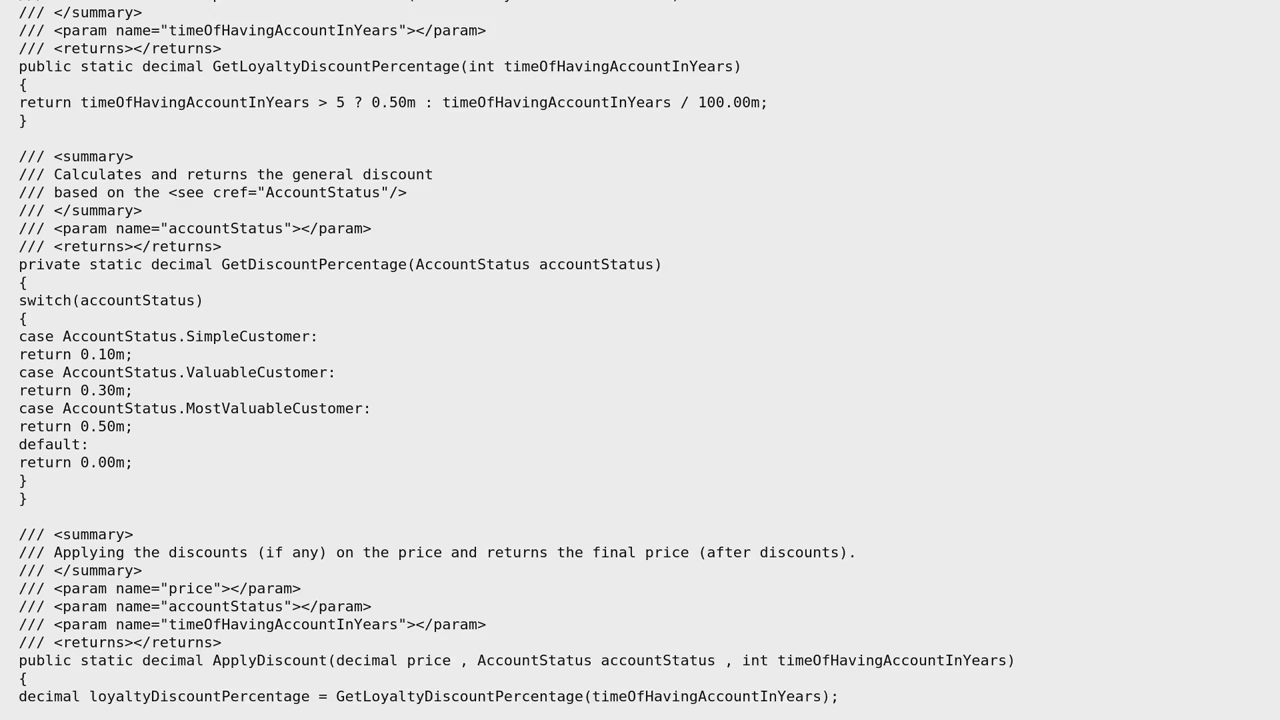 /// </summary>
/// <param name="timeOfHavingAccountInYears"></param>
/// <returns></returns>
public static decimal GetLoyaltyDiscountPercentage(int timeOfHavingAccountInYears)
{
return timeOfHavingAccountInYears > 5 ? 0.50m : timeOfHavingAccountInYears / 100.00m;
}

/// <summary>
/// Calculates and returns the general discount
/// based on the <see cref="AccountStatus"/>
/// </summary>
/// <param name="accountStatus"></param>
/// <returns></returns>
private static decimal GetDiscountPercentage(AccountStatus accountStatus)
{
switch(accountStatus)
{
case AccountStatus.SimpleCustomer:
return 0.10m;
case AccountStatus.ValuableCustomer:
return 0.30m;
case AccountStatus.MostValuableCustomer:
return 0.50m;
default:
return 0.00m;
}
}

/// <summary>
/// Applying the discounts (if any) on the price and returns the final price (after discounts).
/// </summary>
/// <param name="price"></param>
/// <param name="accountStatus"></param>
/// <param name="timeOfHavingAccountInYears"></param>
/// <returns></returns>
public static decimal ApplyDiscount(decimal price , AccountStatus accountStatus , int timeOfHavingAccountInYears)
{
decimal loyaltyDiscountPercentage = GetLoyaltyDiscountPercentage(timeOfHavingAccountInYears);